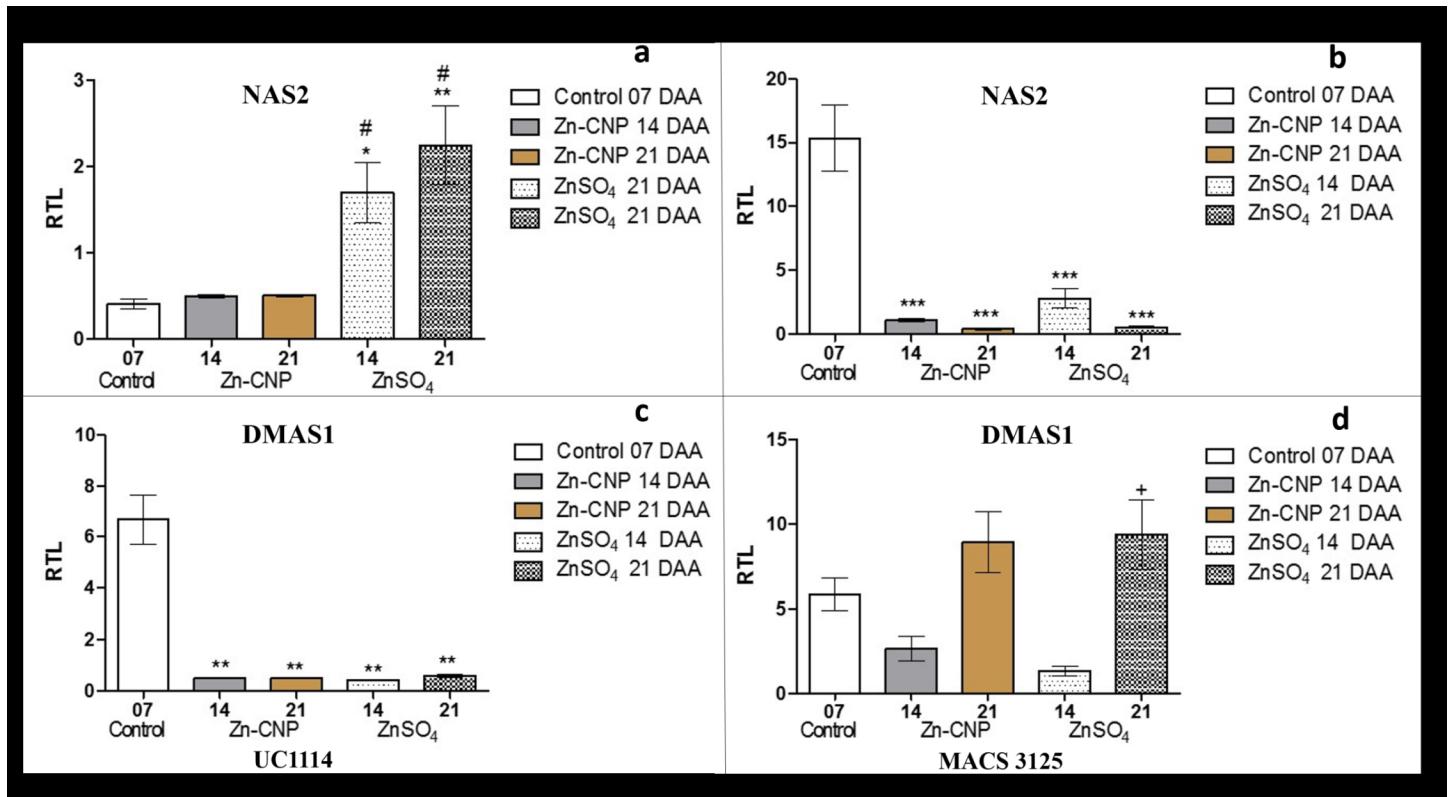 a
NAS2
3
2
1
0
RTL
#
*
#
**
07 14 21 14 21
Control Zn-CNP ZnSO₄
Control 07 DAA
Zn-CNP 14 DAA
Zn-CNP 21 DAA
ZnSO₄ 21 DAA
ZnSO₄ 21 DAA
b
NAS2
20
15
10
5
0
RTL
*** *** *** ***
07 14 21 14 21
Control Zn-CNP ZnSO₄
Control 07 DAA
Zn-CNP 14 DAA
Zn-CNP 21 DAA
ZnSO₄ 14 DAA
ZnSO₄ 21 DAA
c
DMAS1
10
8
6
4
2
0
RTL
** ** ** **
07 14 21 14 21
Control Zn-CNP ZnSO₄
Control 07 DAA
Zn-CNP 14 DAA
Zn-CNP 21 DAA
ZnSO₄ 14 DAA
ZnSO₄ 21 DAA
UC1114
d
DMAS1
15
10
5
0
RTL
+
07 14 21 14 21
Control Zn-CNP ZnSO₄
Control 07 DAA
Zn-CNP 14 DAA
Zn-CNP 21 DAA
ZnSO₄ 14 DAA
ZnSO₄ 21 DAA
MACS 3125